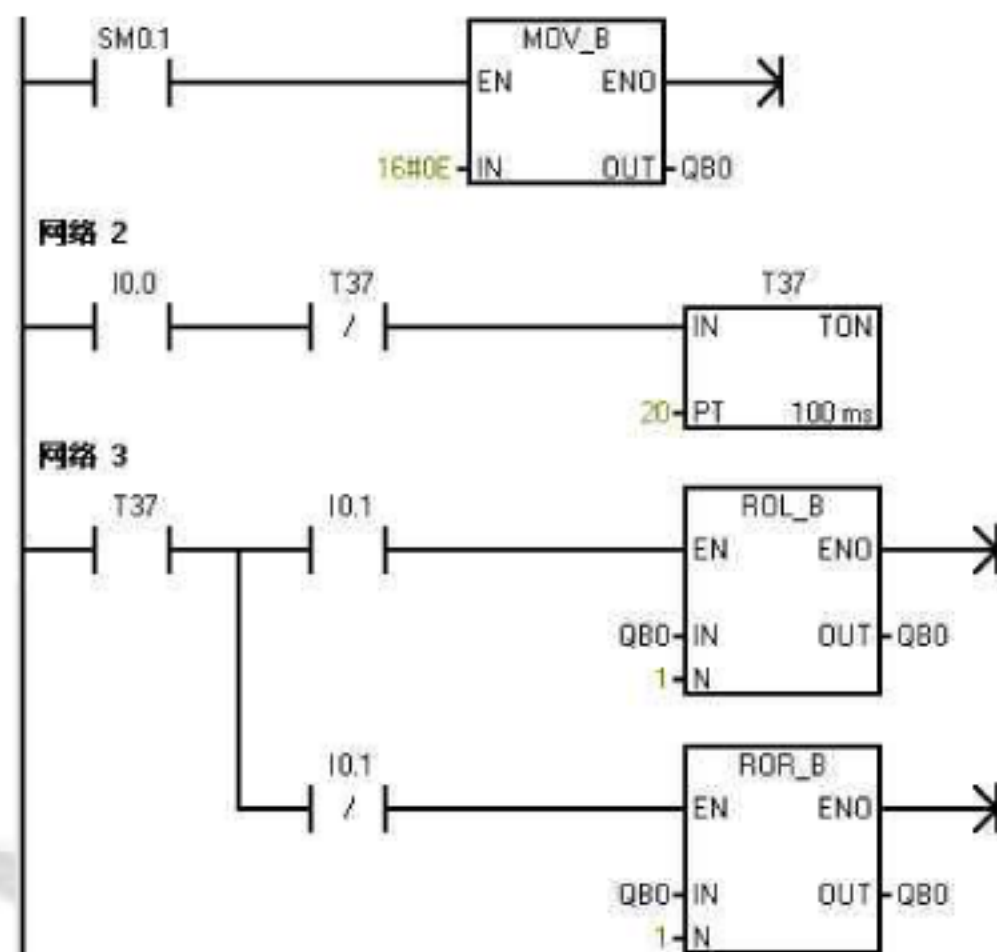 SM0.1 MOV_B
EN ENO
16#0E IN OUT QB0
网络 2
I0.0 T37 T37
/ IN TON
20 PT 100 ms
网络 3
T37 I0.1 ROL_B
EN ENO
QB0 IN OUT QB0
1 N
I0.1 ROR_B
/ EN ENO
QB0 IN OUT QB0
1 N